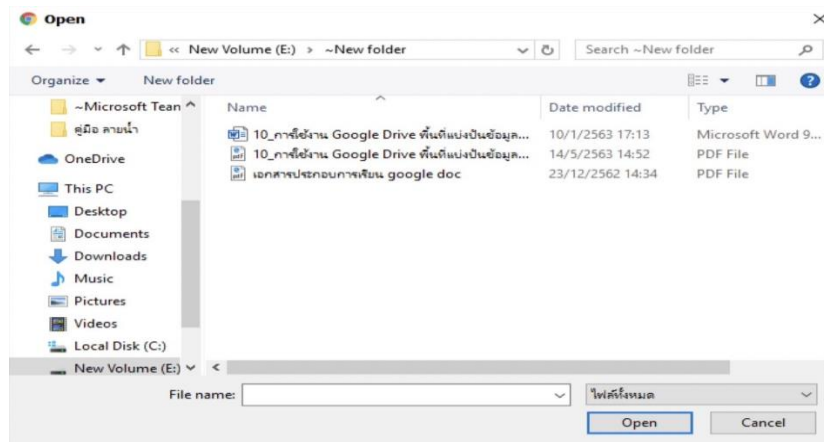 Open
« New Volume (E:) › ~New folder
Search ~New folder
Organize
New folder
Name
Date modified
Type
~Microsoft Tean
คู่มือ ลายน้ำ
OneDrive
This PC
Desktop
Documents
Downloads
Music
Pictures
Videos
Local Disk (C:)
New Volume (E:)
10_การใช้งาน Google Drive พื้นที่แบ่งปันข้อมูล... 10/1/2563 17:13 Microsoft Word 9...
10_การใช้งาน Google Drive พื้นที่แบ่งปันข้อมูล... 14/5/2563 14:52 PDF File
เอกสารประกอบการเรียน google doc 23/12/2562 14:34 PDF File
File name:
ไฟล์ทั้งหมด
Open
Cancel